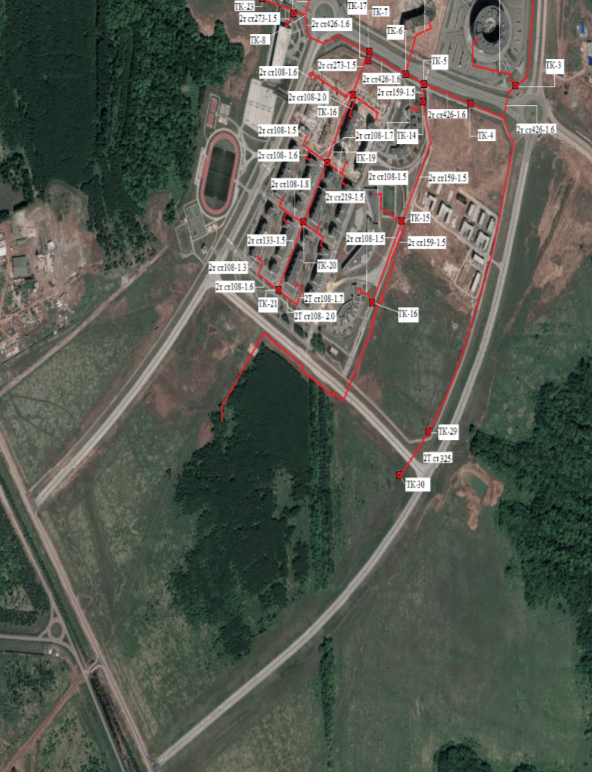 ТК-25
ТК-17
ТК-7
2т ст273-1.5
2т ст426-1.6
ТК-8
ТК-6
ТК-5
2т ст273-1.5
ТК-3
2т ст108-1.6
2т ст426-1.6
2т ст159-1.5
2т ст108-2.0
ТК-16
2т ст426-1.6
2т ст108-1.5
2т ст108-1.7
ТК-14
ТК-4
2т ст426-1.6
2т ст108-1.6
ТК-19
2т ст108-1.8
2т ст108-1.5
2т ст159-1.5
2т ст219-1.5
ТК-15
2т ст133-1.5
2т ст108-1.5
2т ст159-1.5
2т ст108-1.3
ТК-20
2т ст108-1.6
ТК-21
2Т ст108-1.7
2Т ст108- 2.0
ТК-16
ТК-29
2Т ст325
ТК-30